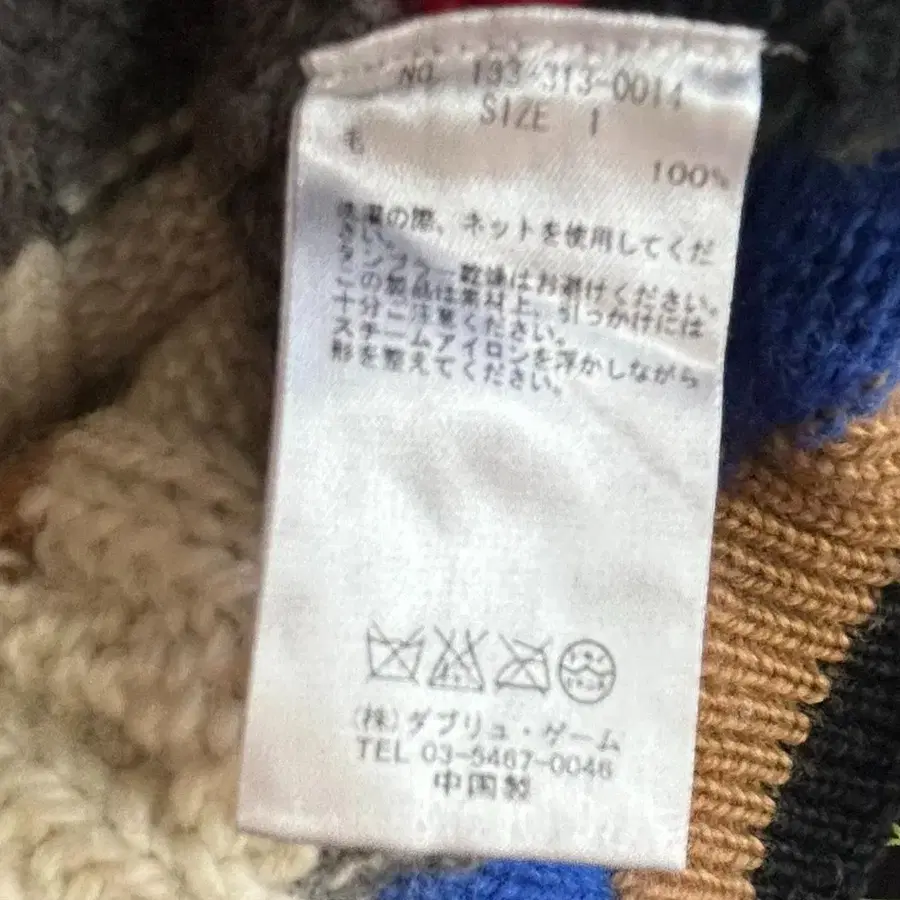 NO. 133-313-0014
SIZE 1
毛 100%
洗濯の際、ネットを使用してくだ
さい。
タンブラー乾燥はお避けください。
この製品は素材上、引っかけには
十分ご注意ください。
スチームアイロンを浮かしながら
形を整えてください。
(株)ダブリュ・ゲーム
TEL 03-5467-0046
中国製